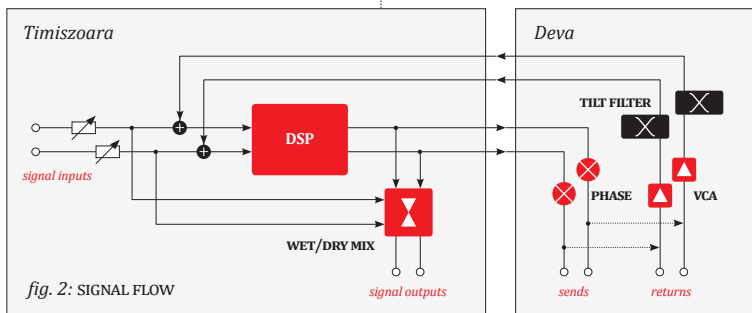 Timiszoara
Deva
TILT FILTER
DSP
signal inputs
PHASE
VCA
WET/DRY MIX
fig. 2: SIGNAL FLOW
signal outputs
sends
returns